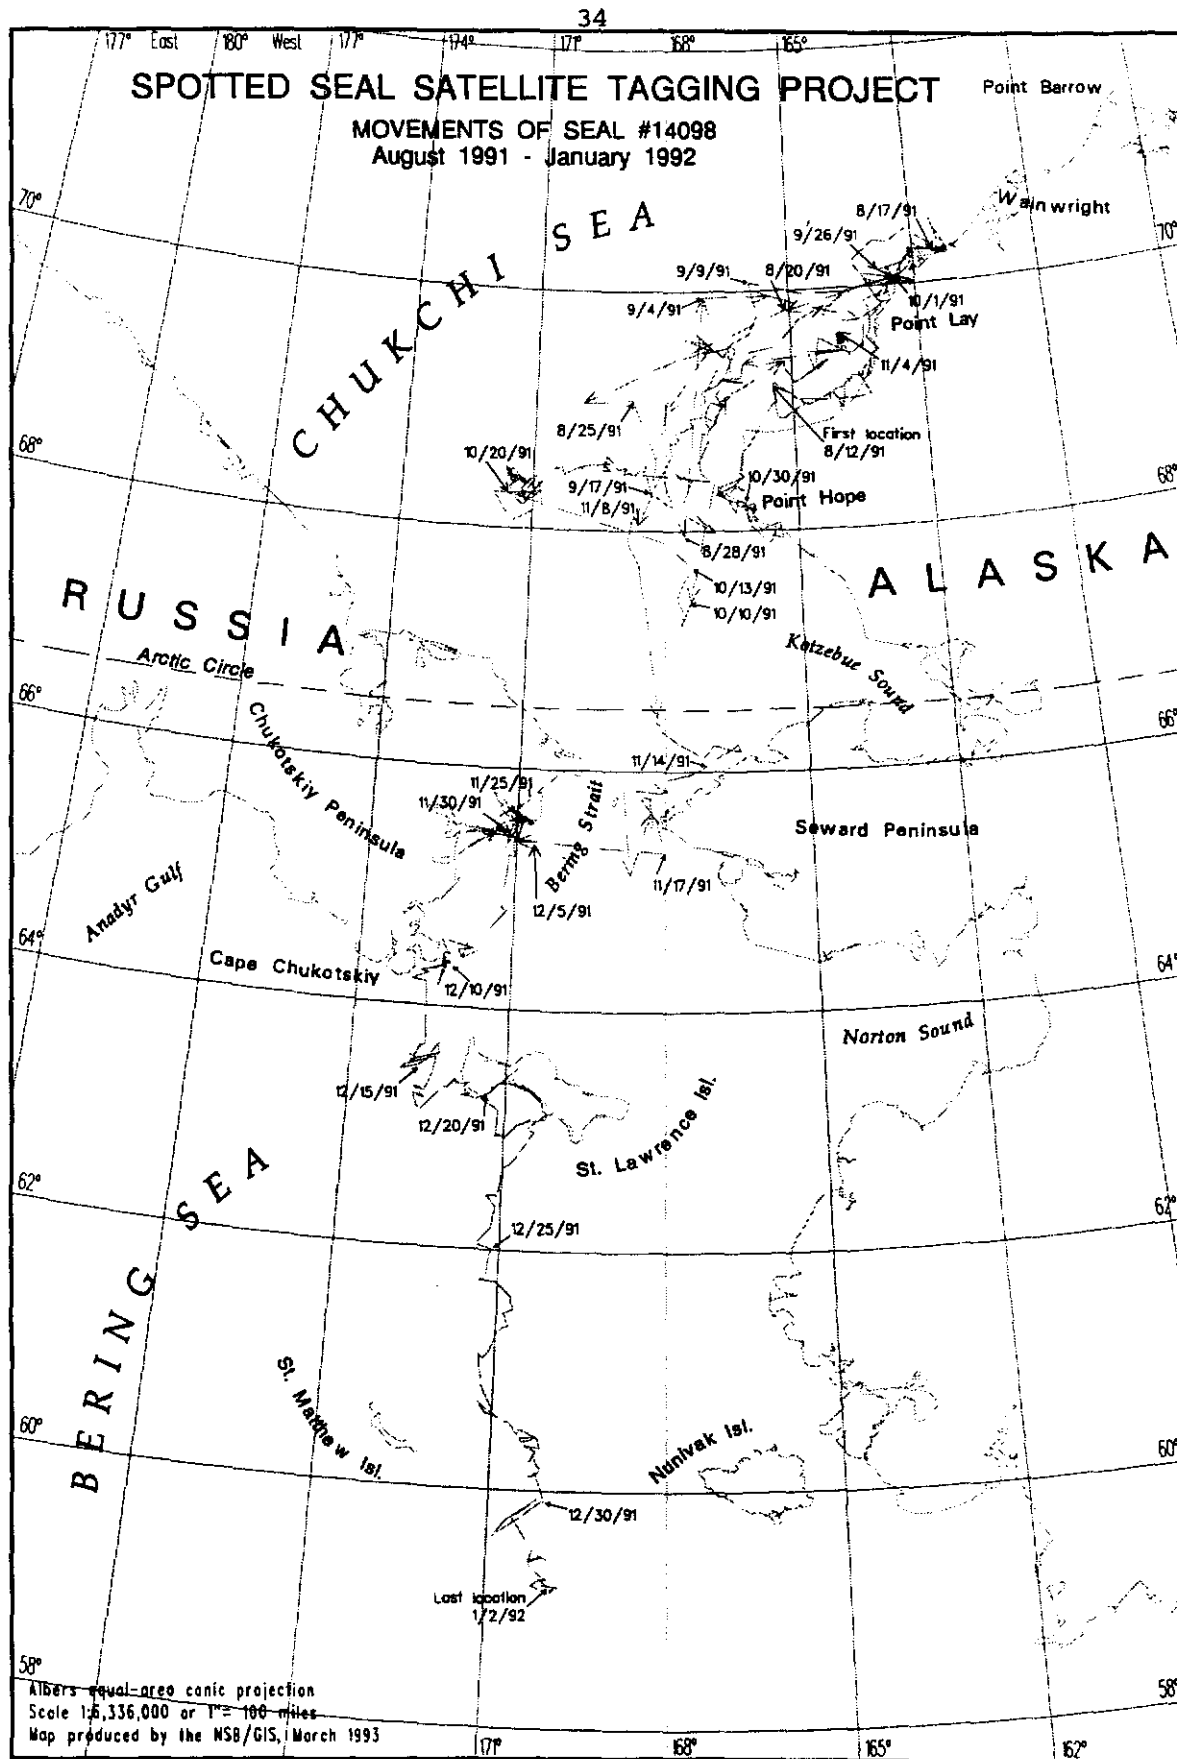 34
177° East 180° West 177° 174° 171° 168° 165°
SPOTTED SEAL SATELLITE TAGGING PROJECT
Point Barrow
MOVEMENTS OF SEAL #14098
August 1991 - January 1992
70°
CHUKCHI SEA
8/17/91
Wainwright
9/26/91
70°
9/9/91
8/20/91
9/4/91
10/1/91
Point Lay
11/4/91
8/25/91
First location
8/12/91
68°
10/20/91
9/17/91
10/30/91
68°
11/8/91
Point Hope
8/28/91
10/13/91
10/10/91
ALASKA
RUSSIA
Arctic Circle
Kotzebue Sound
66°
66°
Chukotskiy Peninsula
11/14/91
11/25/91
11/30/91
Bering Strait
Seward Peninsula
11/17/91
12/5/91
Anadyr Gulf
64°
Cape Chukotskiy
64°
12/10/91
Norton Sound
12/15/91
12/20/91
St. Lawrence Isl.
62°
62°
BERING SEA
12/25/91
St. Matthew Isl.
Nunivak Isl.
60°
60°
12/30/91
Last location
1/2/92
58°
58°
Albers equal-area conic projection
Scale 1:6,336,000 or 1"= 100 miles
Map produced by the NSB/GIS, March 1993
171° 168° 165° 162°